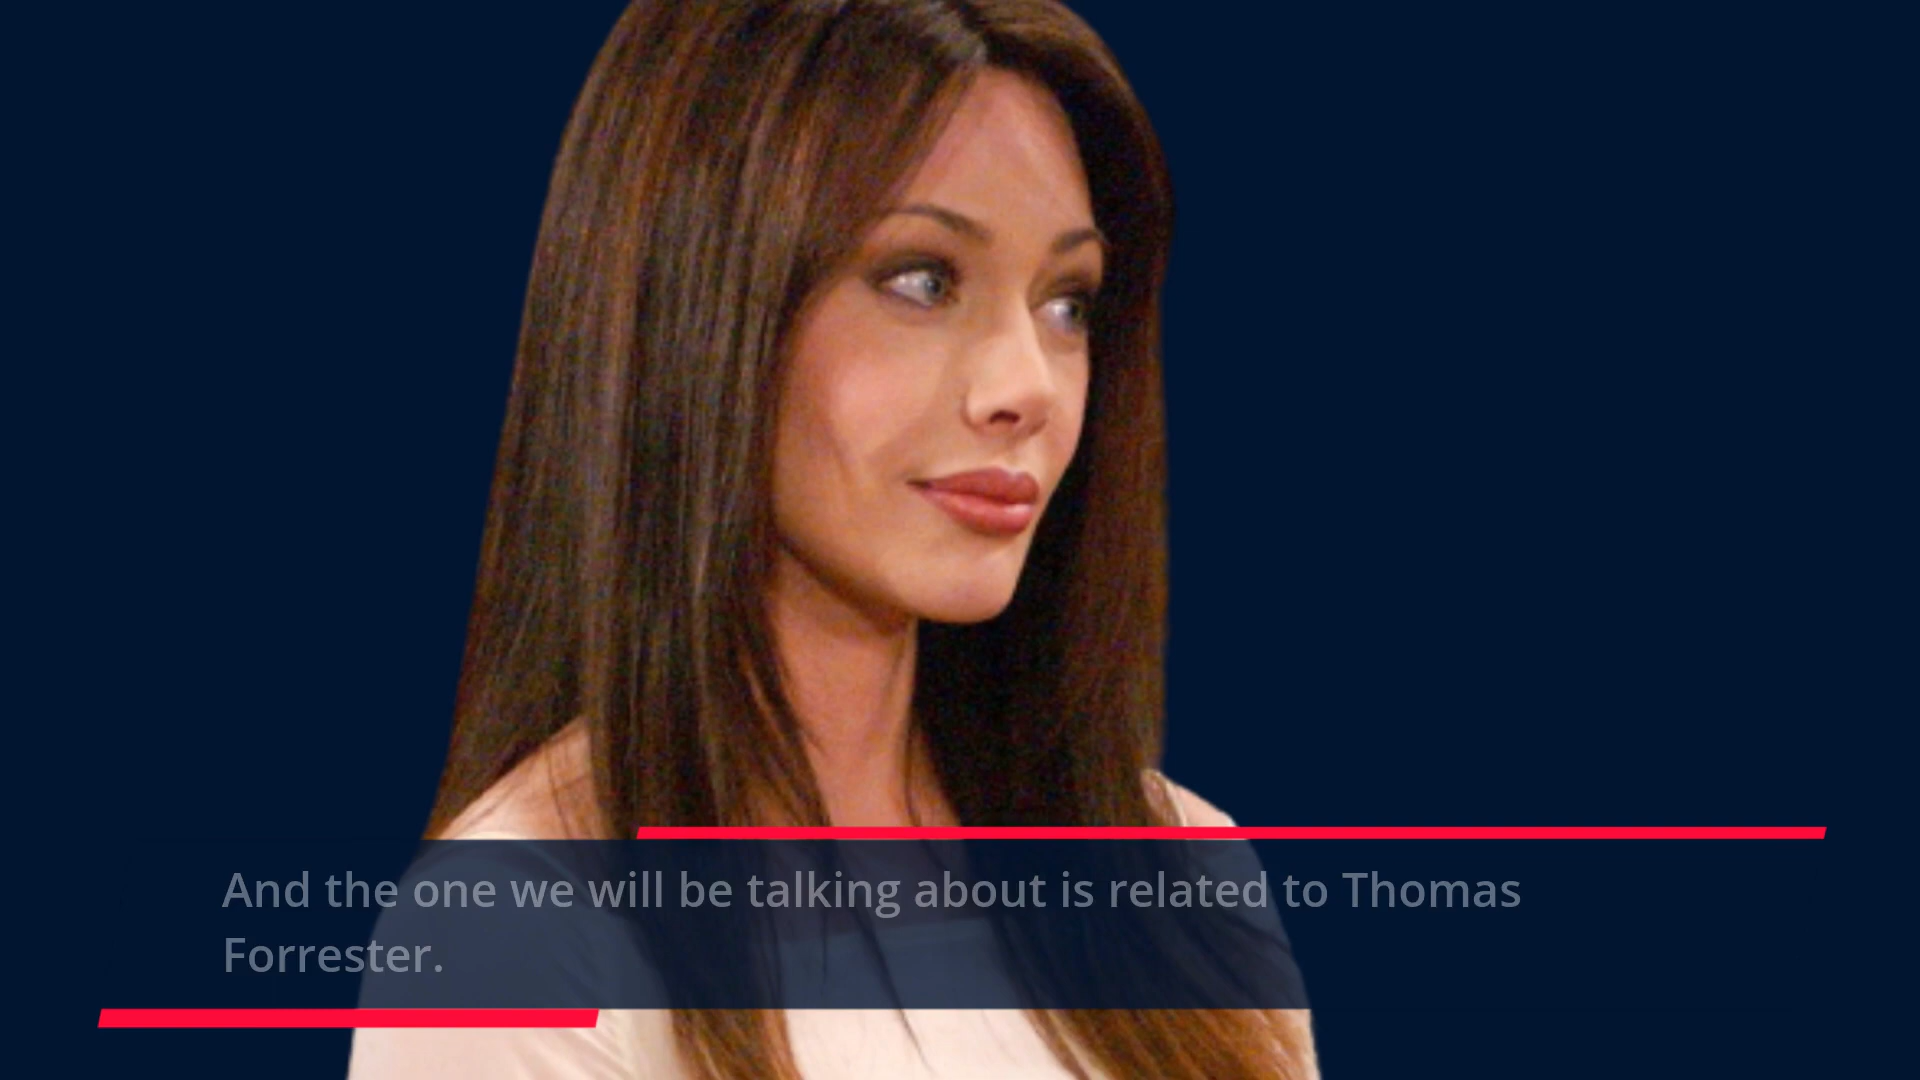 And the one we will be talking about is related to Thomas
Forrester.